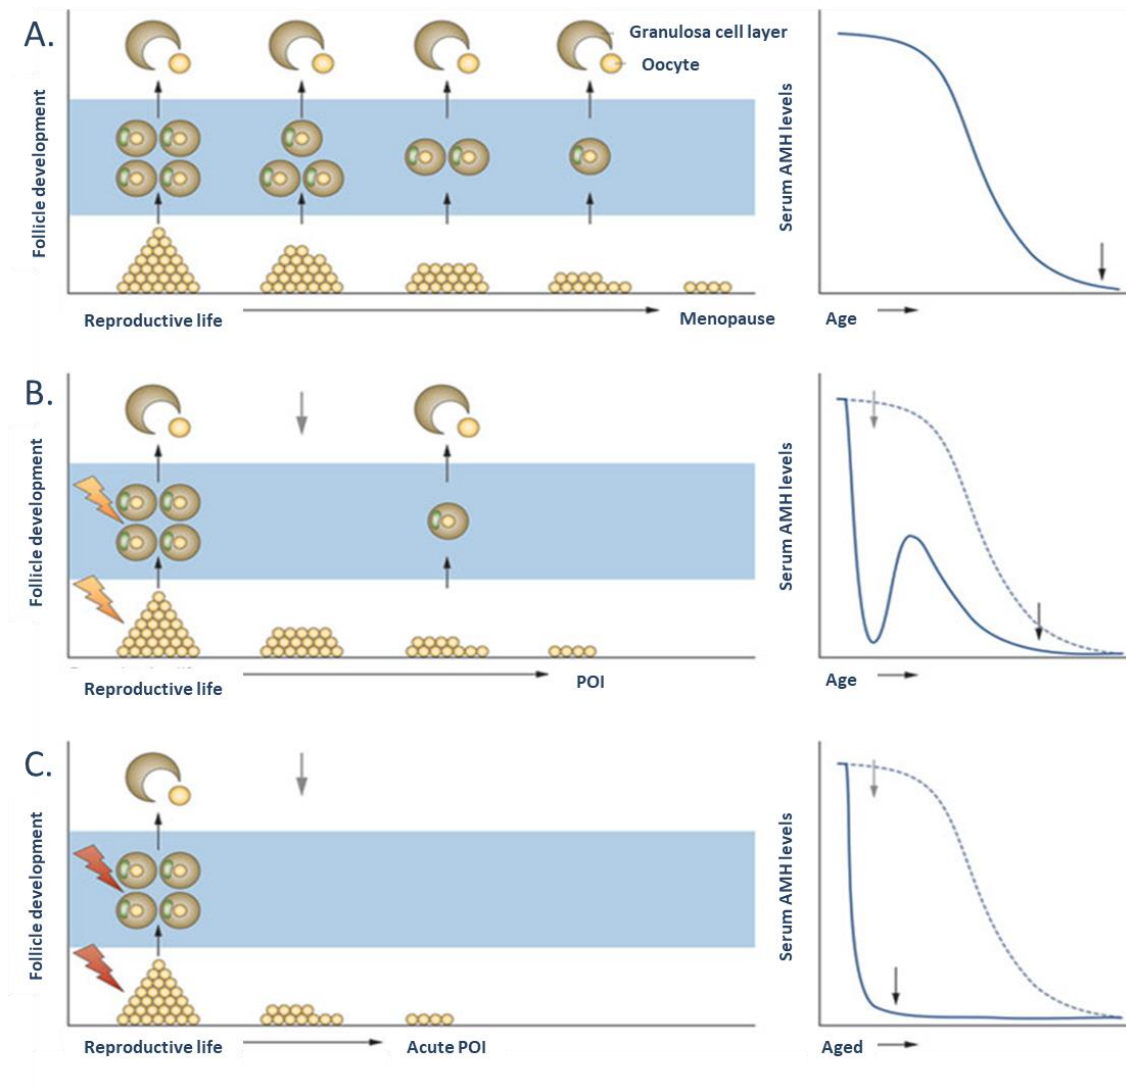 A.
Granulosa cell layer
Oocyte
Follicle development
Serum AMH levels
Reproductive life
Menopause
Age
B.
Follicle development
Serum AMH levels
Reproductive life
POI
Age
C.
Follicle development
Serum AMH levels
Reproductive life
Acute POI
Aged